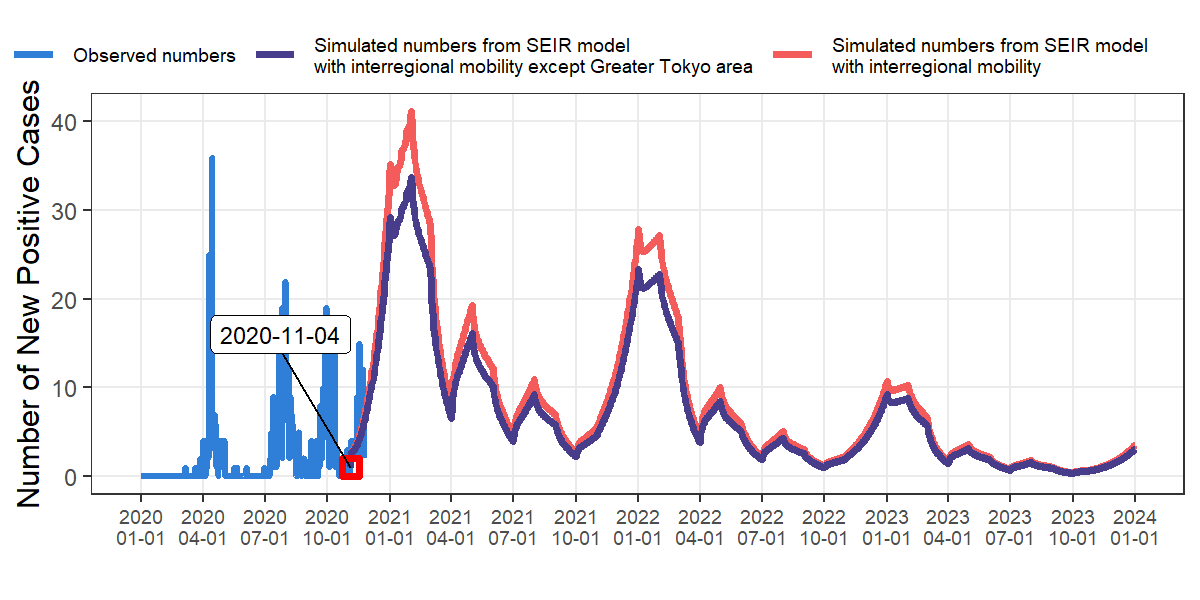 Observed numbers
Simulated numbers from SEIR model
with interregional mobility except Greater Tokyo area
Simulated numbers from SEIR model
with interregional mobility
Number of New Positive Cases
40
30
20
10
0
2020-11-04
2020 2020 2020 2020 2021 2021 2021 2021 2022 2022 2022 2022 2023 2023 2023 2023 2024
01-01 04-01 07-01 10-01 01-01 04-01 07-01 10-01 01-01 04-01 07-01 10-01 01-01 04-01 07-01 10-01 01-01